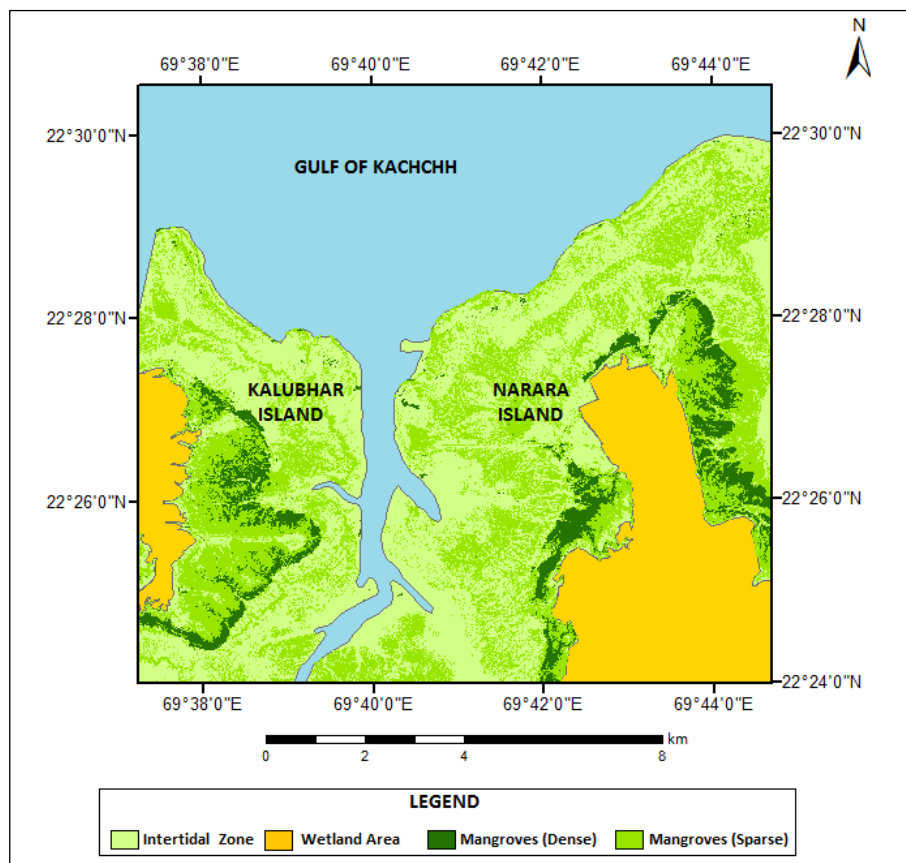 N
69°38'0"E 69°40'0"E 69°42'0"E 69°44'0"E
22°30'0"N 22°30'0"N
GULF OF KACHCHH
22°28'0"N 22°28'0"N
KALUBHAR
ISLAND
NARARA
ISLAND
22°26'0"N 22°26'0"N
22°24'0"N
69°38'0"E 69°40'0"E 69°42'0"E 69°44'0"E
km
0 2 4 8
LEGEND
Intertidal Zone Wetland Area Mangroves (Dense) Mangroves (Sparse)